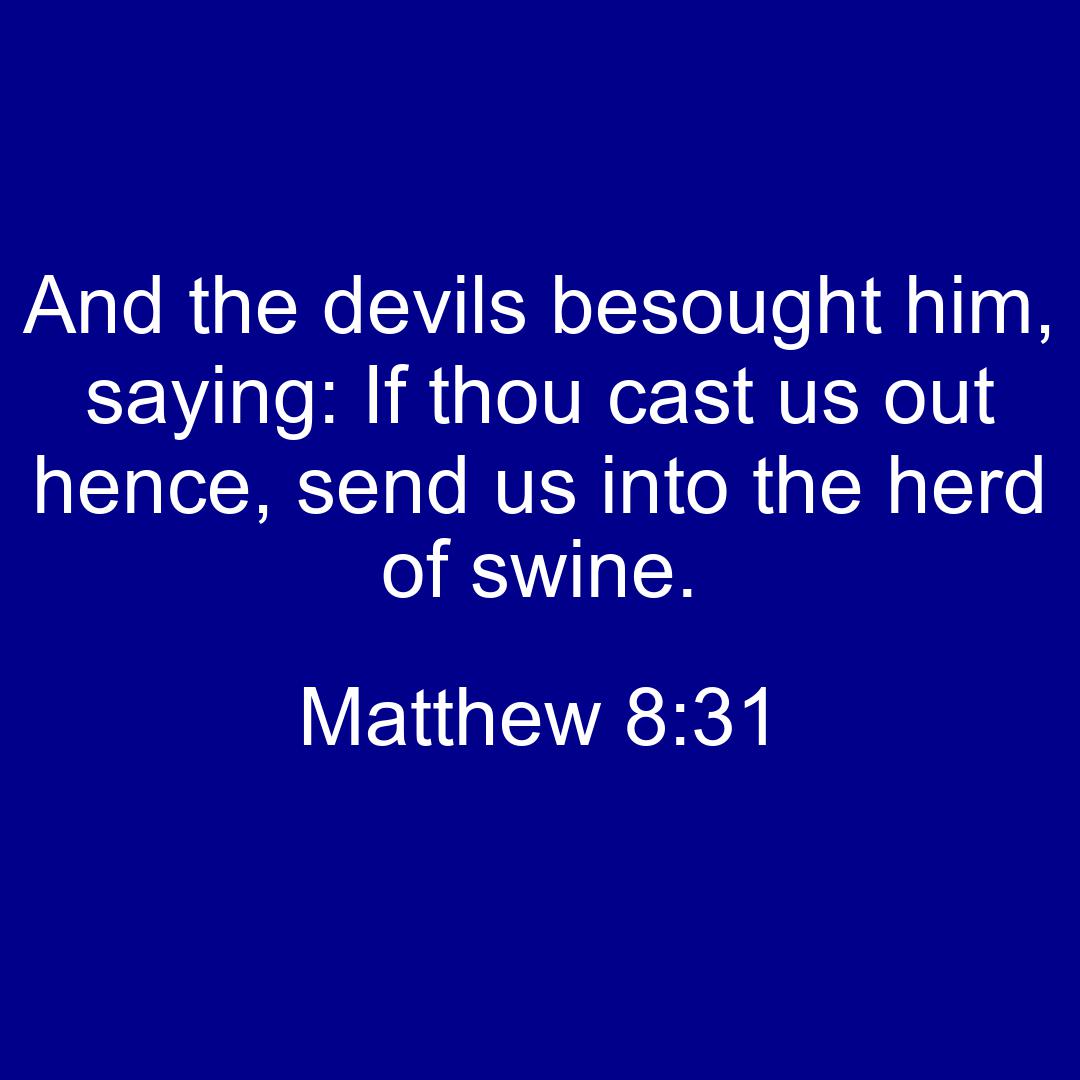 And the devils besought him,
saying: If thou cast us out
hence, send us into the herd
of swine.
Matthew 8:31